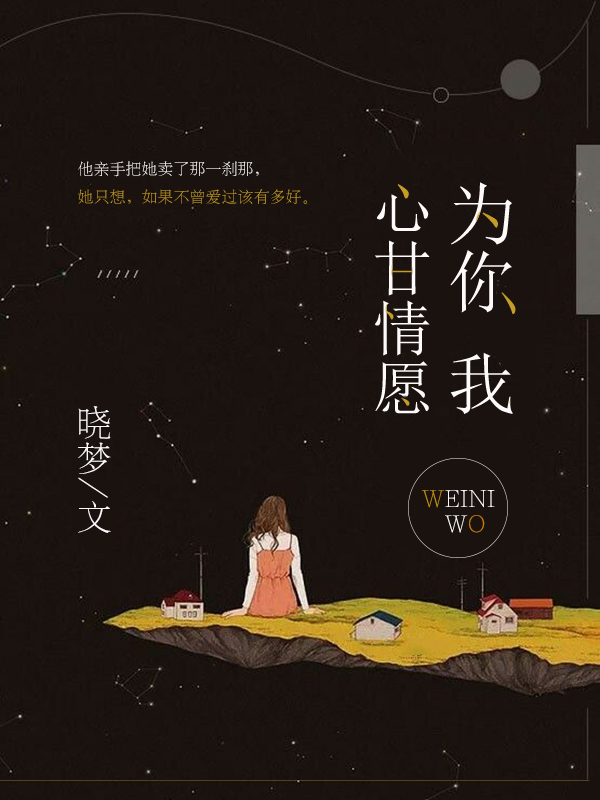 他亲手把她卖了那一刹那，
她只想，如果不曾爱过该有多好。
为你、我
心甘情愿
晓梦/文
WEINI
WO